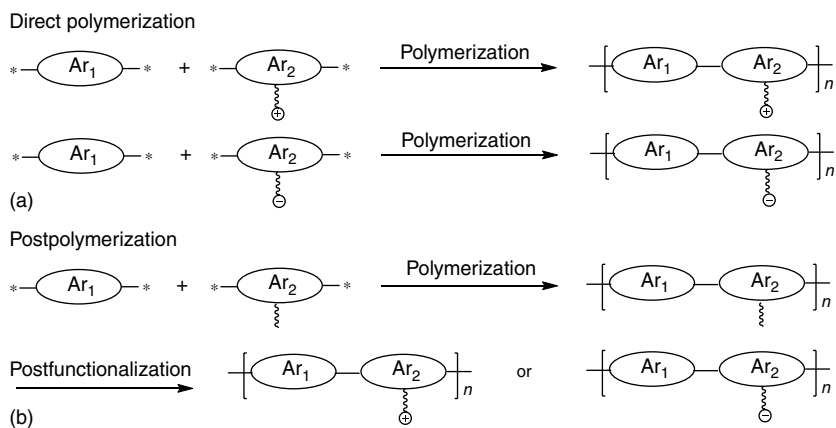 Direct polymerization
* Ar₁ * + * Ar₂ * Polymerization Ar₁ Ar₂ n
+ +
* Ar₁ * + * Ar₂ * Polymerization Ar₁ Ar₂ n
− −
(a)
Postpolymerization
* Ar₁ * + * Ar₂ * Polymerization Ar₁ Ar₂ n
Postfunctionalization Ar₁ Ar₂ n or Ar₁ Ar₂ n
+ −
(b)